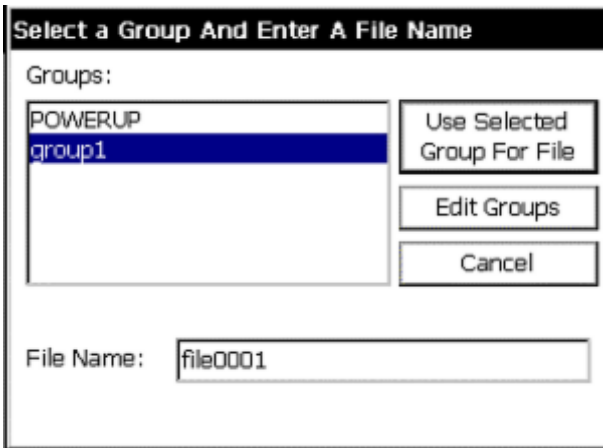 Select a Group And Enter A File Name
Groups:
POWERUP
group1
Use Selected
Group For File
Edit Groups
Cancel
File Name:
file0001